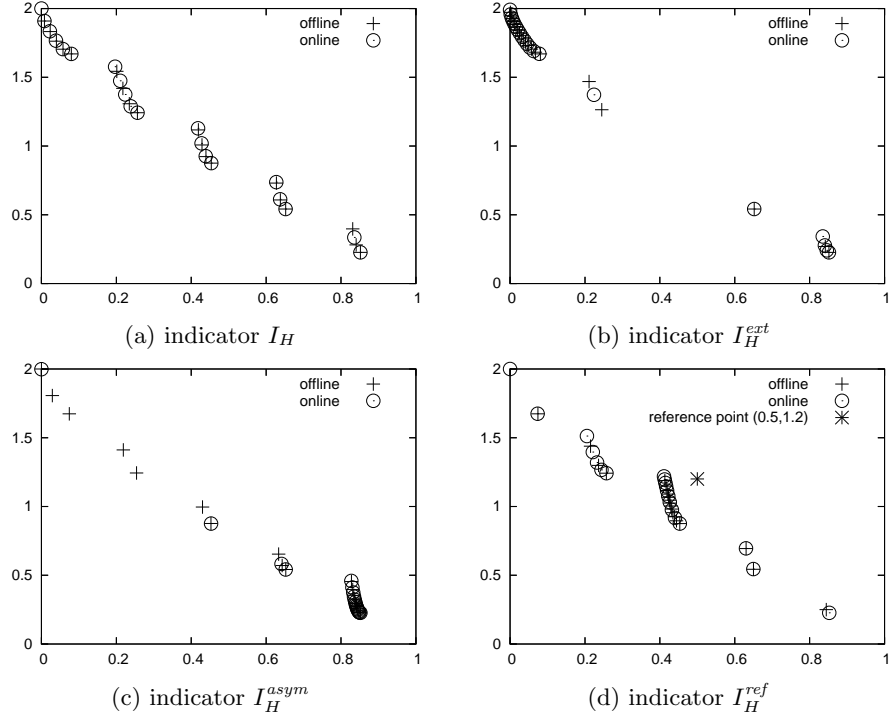 2
1.5
1
0.5
0
0 0.2 0.4 0.6 0.8 1
offline
online
(a) indicator I_H
2
1.5
1
0.5
0
0 0.2 0.4 0.6 0.8 1
offline
online
(b) indicator I_H^{ext}
2
1.5
1
0.5
0
0 0.2 0.4 0.6 0.8 1
offline
online
(c) indicator I_H^{asym}
2
1.5
1
0.5
0
0 0.2 0.4 0.6 0.8 1
offline
online
reference point (0.5,1.2)
(d) indicator I_H^{ref}